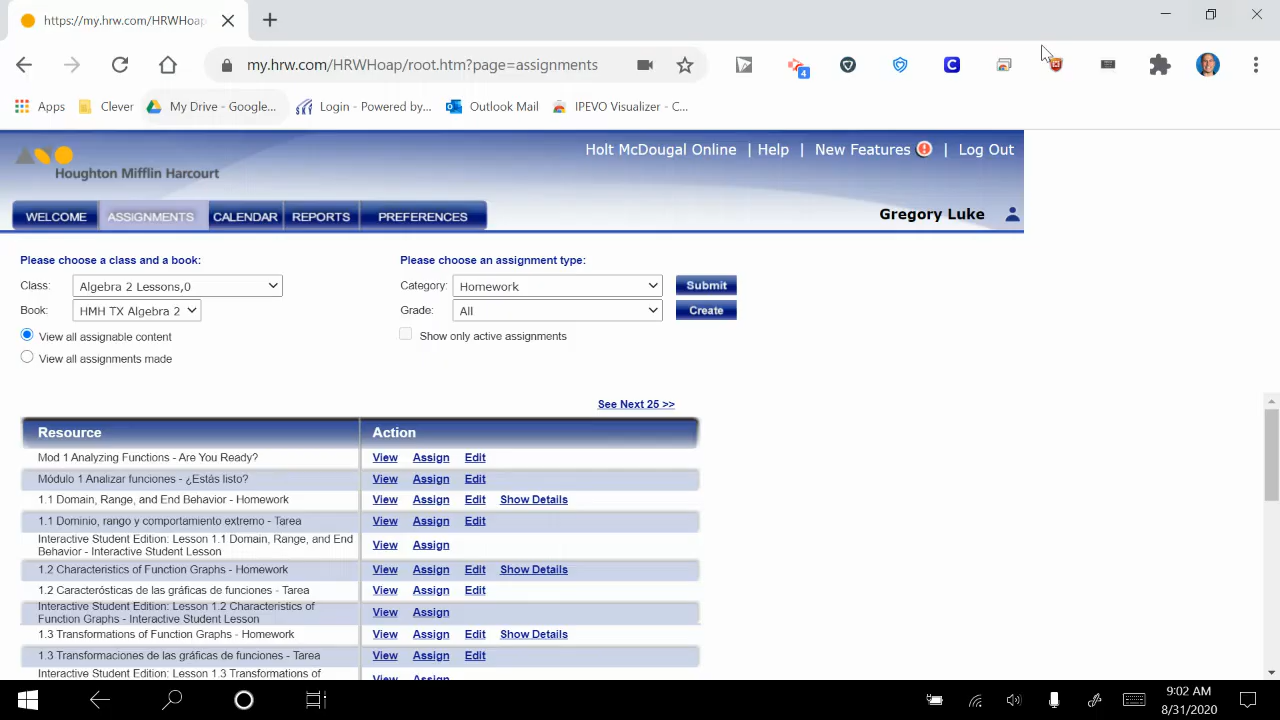 https://my.hrw.com/HRWHoap
my.hrw.com/HRWHoap/root.htm?page=assignments
4
C
Apps Clever My Drive - Google... Login - Powered by... Outlook Mail IPEVO Visualizer - C...
Holt McDougal Online | Help | New Features ! | Log Out
Houghton Mifflin Harcourt
WELCOME ASSIGNMENTS CALENDAR REPORTS PREFERENCES
Gregory Luke
Please choose a class and a book: Please choose an assignment type:
Class: Algebra 2 Lessons,0 Category: Homework Submit
Book: HMH TX Algebra 2 Grade: All Create
View all assignable content Show only active assignments
View all assignments made
See Next 25 >>
Resource Action
Mod 1 Analyzing Functions - Are You Ready? View Assign Edit
Módulo 1 Analizar funciones - ¿Estás listo? View Assign Edit
1.1 Domain, Range, and End Behavior - Homework View Assign Edit Show Details
1.1 Dominio, rango y comportamiento extremo - Tarea View Assign Edit
Interactive Student Edition: Lesson 1.1 Domain, Range, and End
Behavior - Interactive Student Lesson View Assign
1.2 Characteristics of Function Graphs - Homework View Assign Edit Show Details
1.2 Caracterósticas de las gráficas de funciones - Tarea View Assign Edit
Interactive Student Edition: Lesson 1.2 Characteristics of
Function Graphs - Interactive Student Lesson View Assign
1.3 Transformations of Function Graphs - Homework View Assign Edit Show Details
1.3 Transformaciones de las gráficas de funciones - Tarea View Assign Edit
Interactive Student Edition: Lesson 1.3 Transformations of
View Assign
9:02 AM
8/31/2020